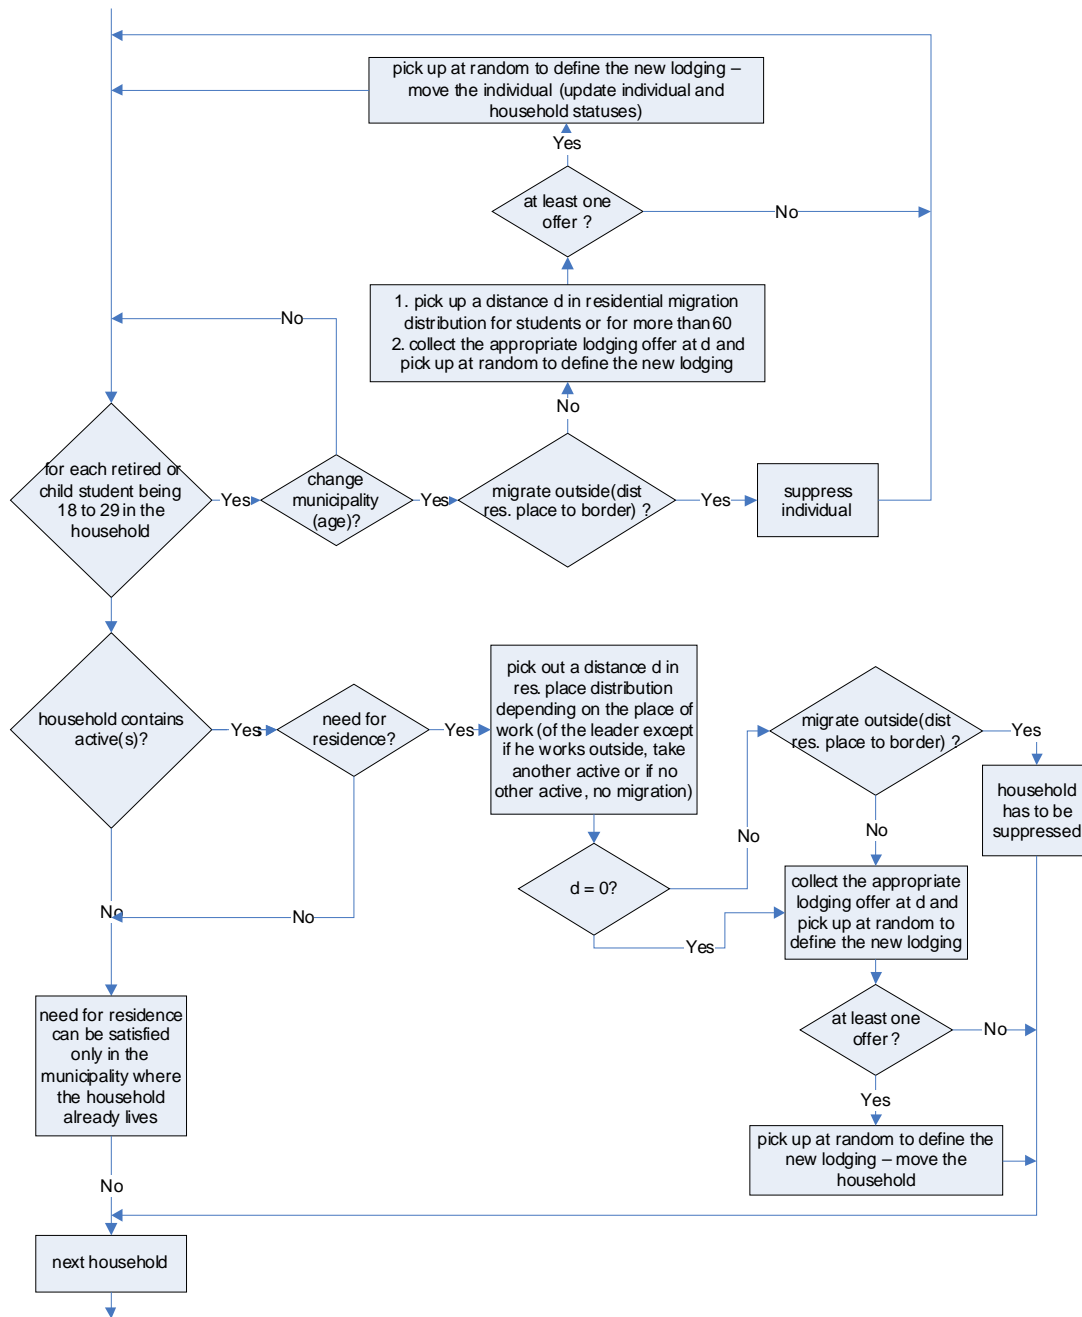 pick up at random to define the new lodging –
move the individual (update individual and
household statuses)
Yes
at least one
offer ?
No
1. pick up a distance d in residential migration
distribution for students or for more than 60
2. collect the appropriate lodging offer at d and
pick up at random to define the new lodging
No
No
for each retired or
child student being
18 to 29 in the
household
Yes
change
municipality
(age)?
Yes
migrate outside(dist
res. place to border) ?
Yes
suppress
individual
household contains
active(s)?
Yes
need for
residence?
Yes
pick out a distance d in
res. place distribution
depending on the place of
work (of the leader except
if he works outside, take
another active or if no
other active, no migration)
migrate outside(dist
res. place to border) ?
Yes
household
has to be
suppressed
No
No
d = 0?
collect the appropriate
lodging offer at d and
pick up at random to
define the new lodging
No
No
Yes
need for residence
can be satisfied
only in the
municipality where
the household
already lives
at least one
offer ?
No
Yes
pick up at random to define the
new lodging – move the
household
No
next household